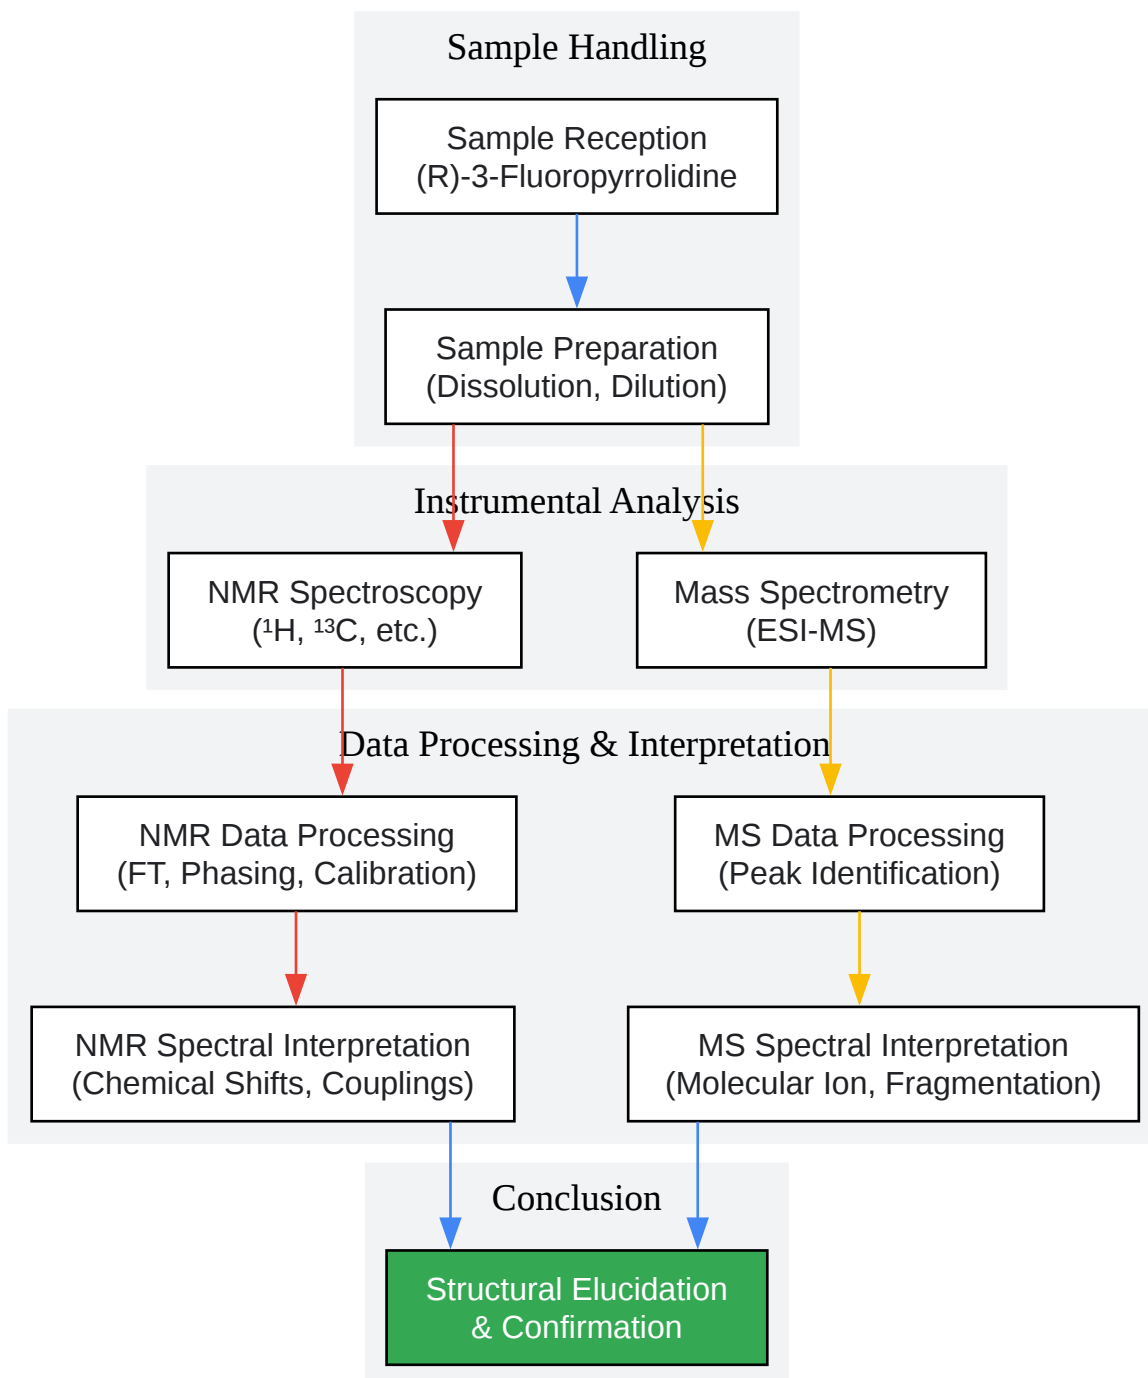 Sample Handling
Sample Reception
(R)-3-Fluoropyrrolidine
Sample Preparation
(Dissolution, Dilution)
Instrumental Analysis
NMR Spectroscopy
(¹H, ¹³C, etc.)
Mass Spectrometry
(ESI-MS)
Data Processing & Interpretation
NMR Data Processing
(FT, Phasing, Calibration)
MS Data Processing
(Peak Identification)
NMR Spectral Interpretation
(Chemical Shifts, Couplings)
MS Spectral Interpretation
(Molecular Ion, Fragmentation)
Conclusion
Structural Elucidation
& Confirmation